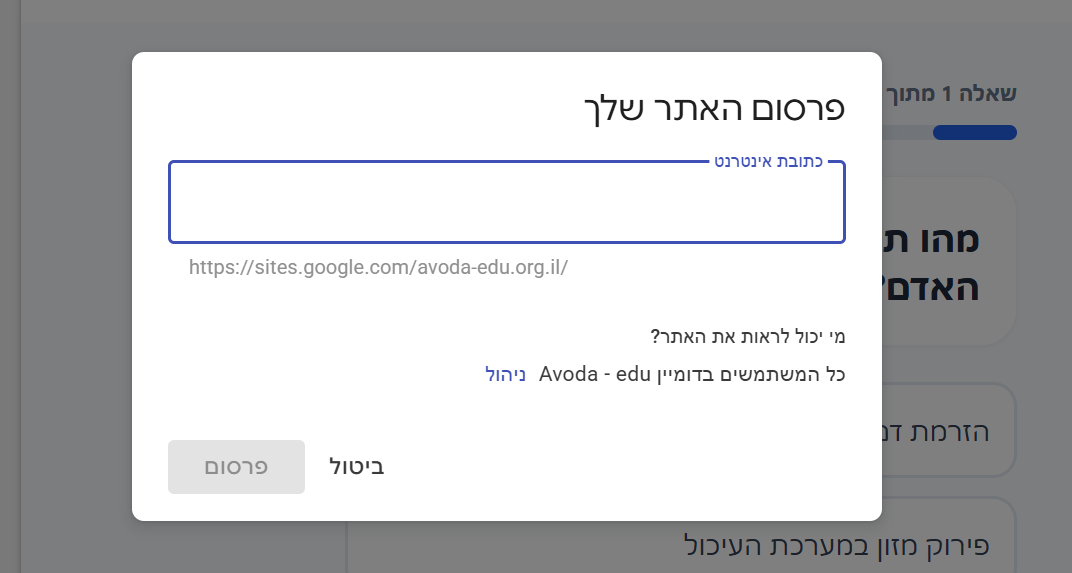 פרסום האתר שלך
כתובת אינטרנט
https://sites.google.com/avoda-edu.org.il/
מי יכול לראות את האתר?
כל המשתמשים בדומיין Avoda - edu ניהול
ביטול
פרסום
שאלה 1 מתוך
מהו
האדם?
הזרמת
פירוק מזון במערכת העיכול